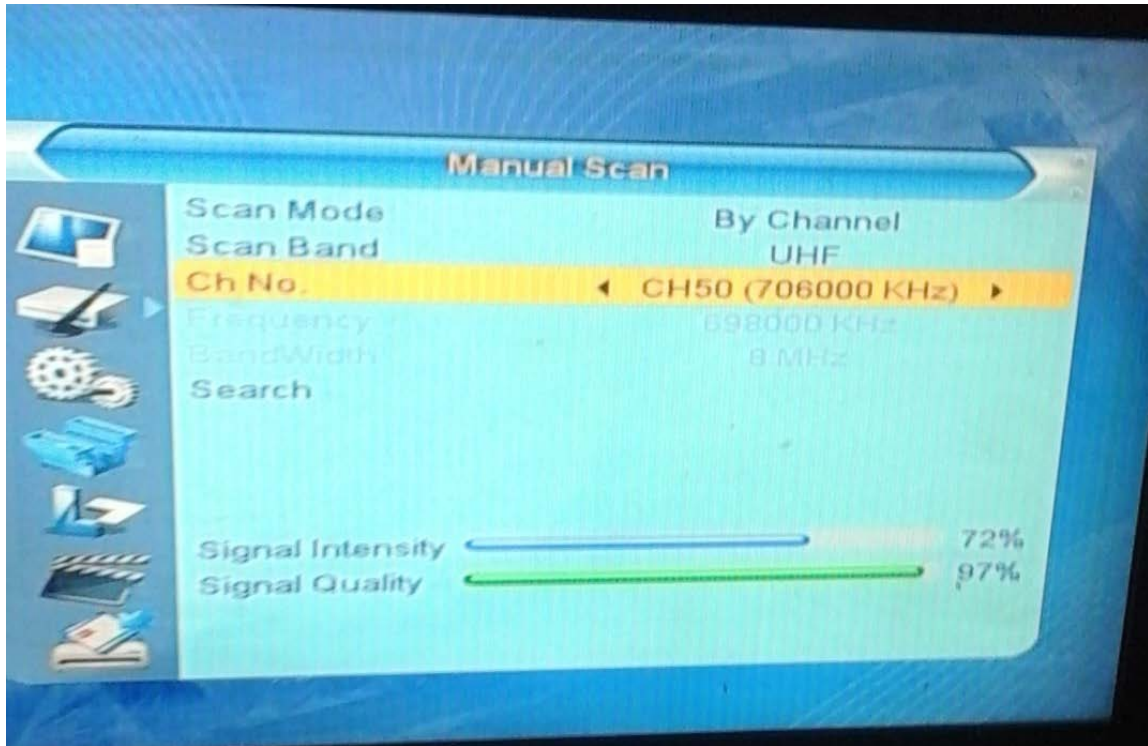 Manual Scan
Scan Mode By Channel
Scan Band UHF
Ch No. CH50 (706000 KHz)
Frequency 698000 KHz
BandWidth 8 MHz
Search
Signal Intensity 72%
Signal Quality 97%